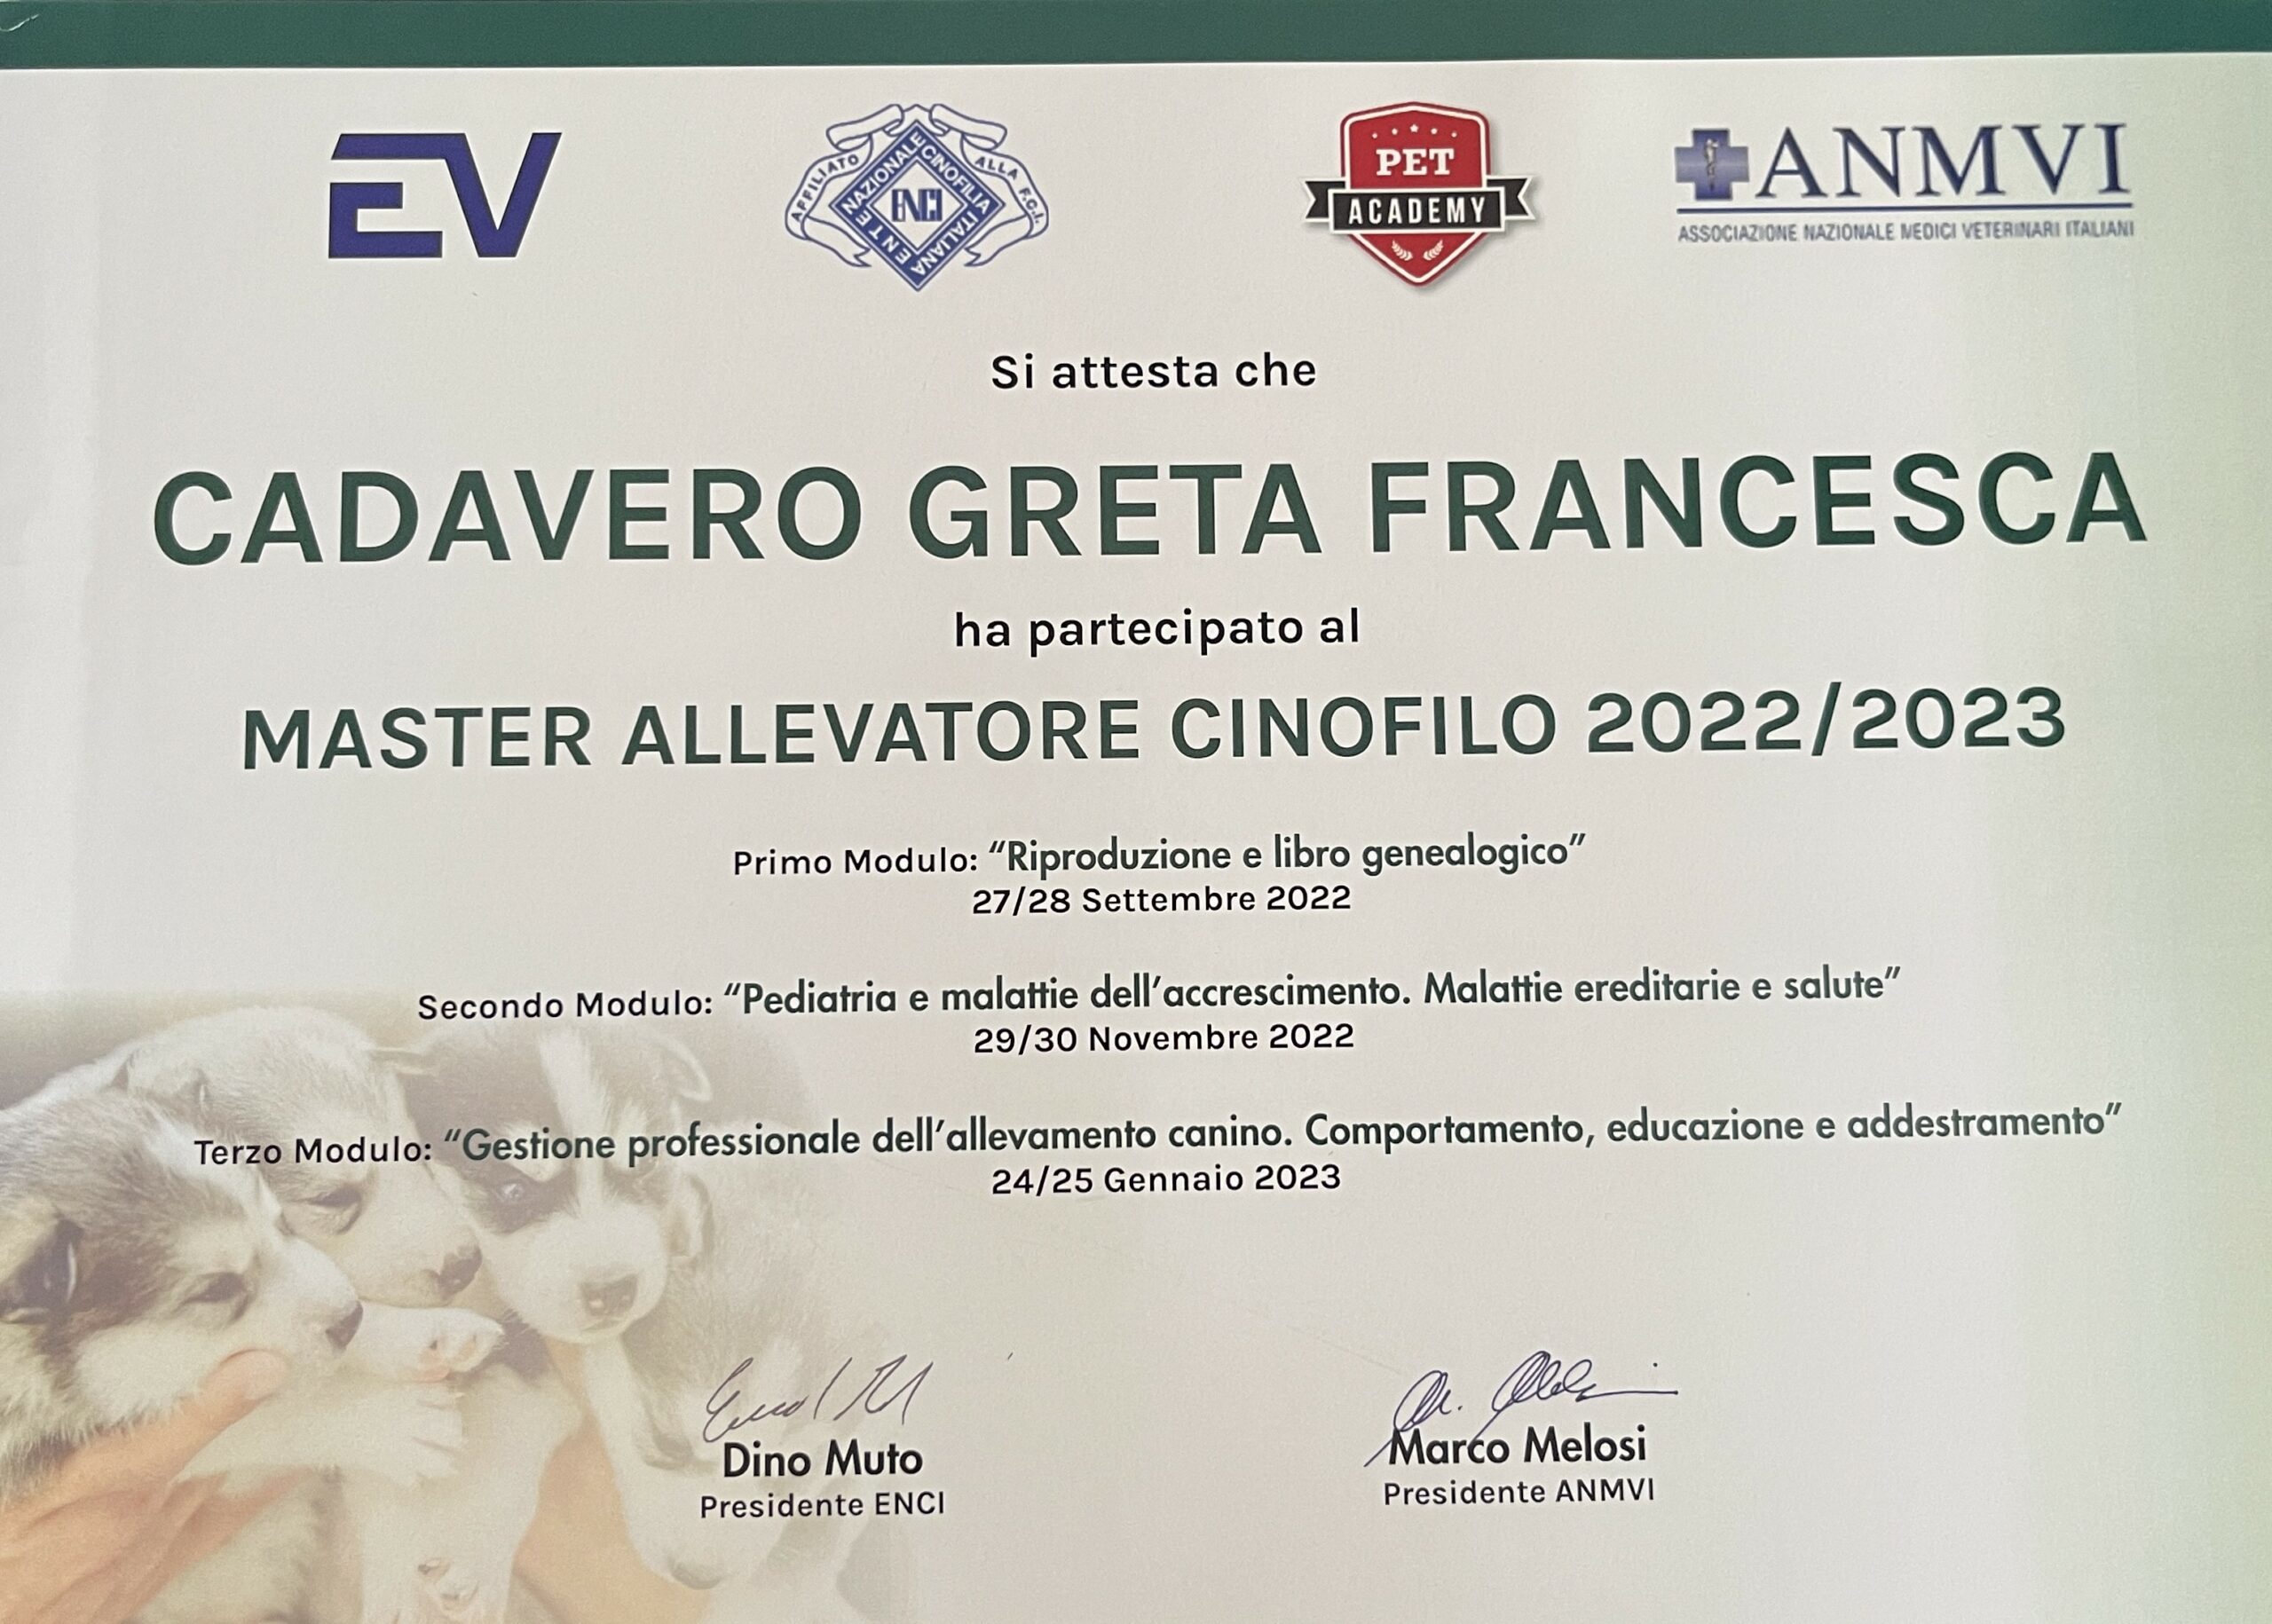 EV
AFFILIATO ALLA F.C.I.
ENTE NAZIONALE CINOFILIA ITALIANA
ENCI
PET
ACADEMY
ANMVI
ASSOCIAZIONE NAZIONALE MEDICI VETERINARI ITALIANI
Si attesta che
CADAVERO GRETA FRANCESCA
ha partecipato al
MASTER ALLEVATORE CINOFILO 2022/2023
Primo Modulo: “Riproduzione e libro genealogico”
27/28 Settembre 2022
Secondo Modulo: “Pediatria e malattie dell’accrescimento. Malattie ereditarie e salute”
29/30 Novembre 2022
Terzo Modulo: “Gestione professionale dell’allevamento canino. Comportamento, educazione e addestramento”
24/25 Gennaio 2023
Dino Muto
Presidente ENCI
Marco Melosi
Presidente ANMVI